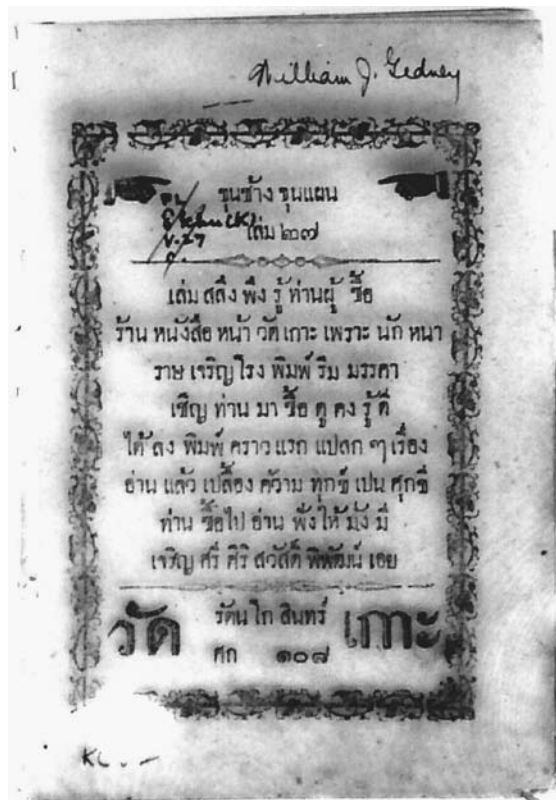 William J. Gedney
ขุนช้าง ขุนแผน
เล่ม ๒๗
V. 27
เล่ม สลึง พึง รู้ ท่านผู้ ซื้อ
ร้าน หนังสือ หน้า วัดเกาะ เพราะ นัก หนา
ราษ เจริญ โรง พิมพ์ ริม มรรคา
เชิญ ท่าน มา ซื้อ ดู คง รู้ ดี
ได้ ลง พิมพ์ คราว แรก แปลก ๆ เรื่อง
อ่าน แล้ว เปลื้อง ความ ทุกข์ เปน ศุกขี
ท่าน ซื้อไป อ่าน ฟังให้ มั่ง มี
เจริญ ศรี ศิริ สวัสดิ์ พิพัฒน์ เอย
วัด รัตน โก สินทร์ เกาะ
ศก ๑๐๘